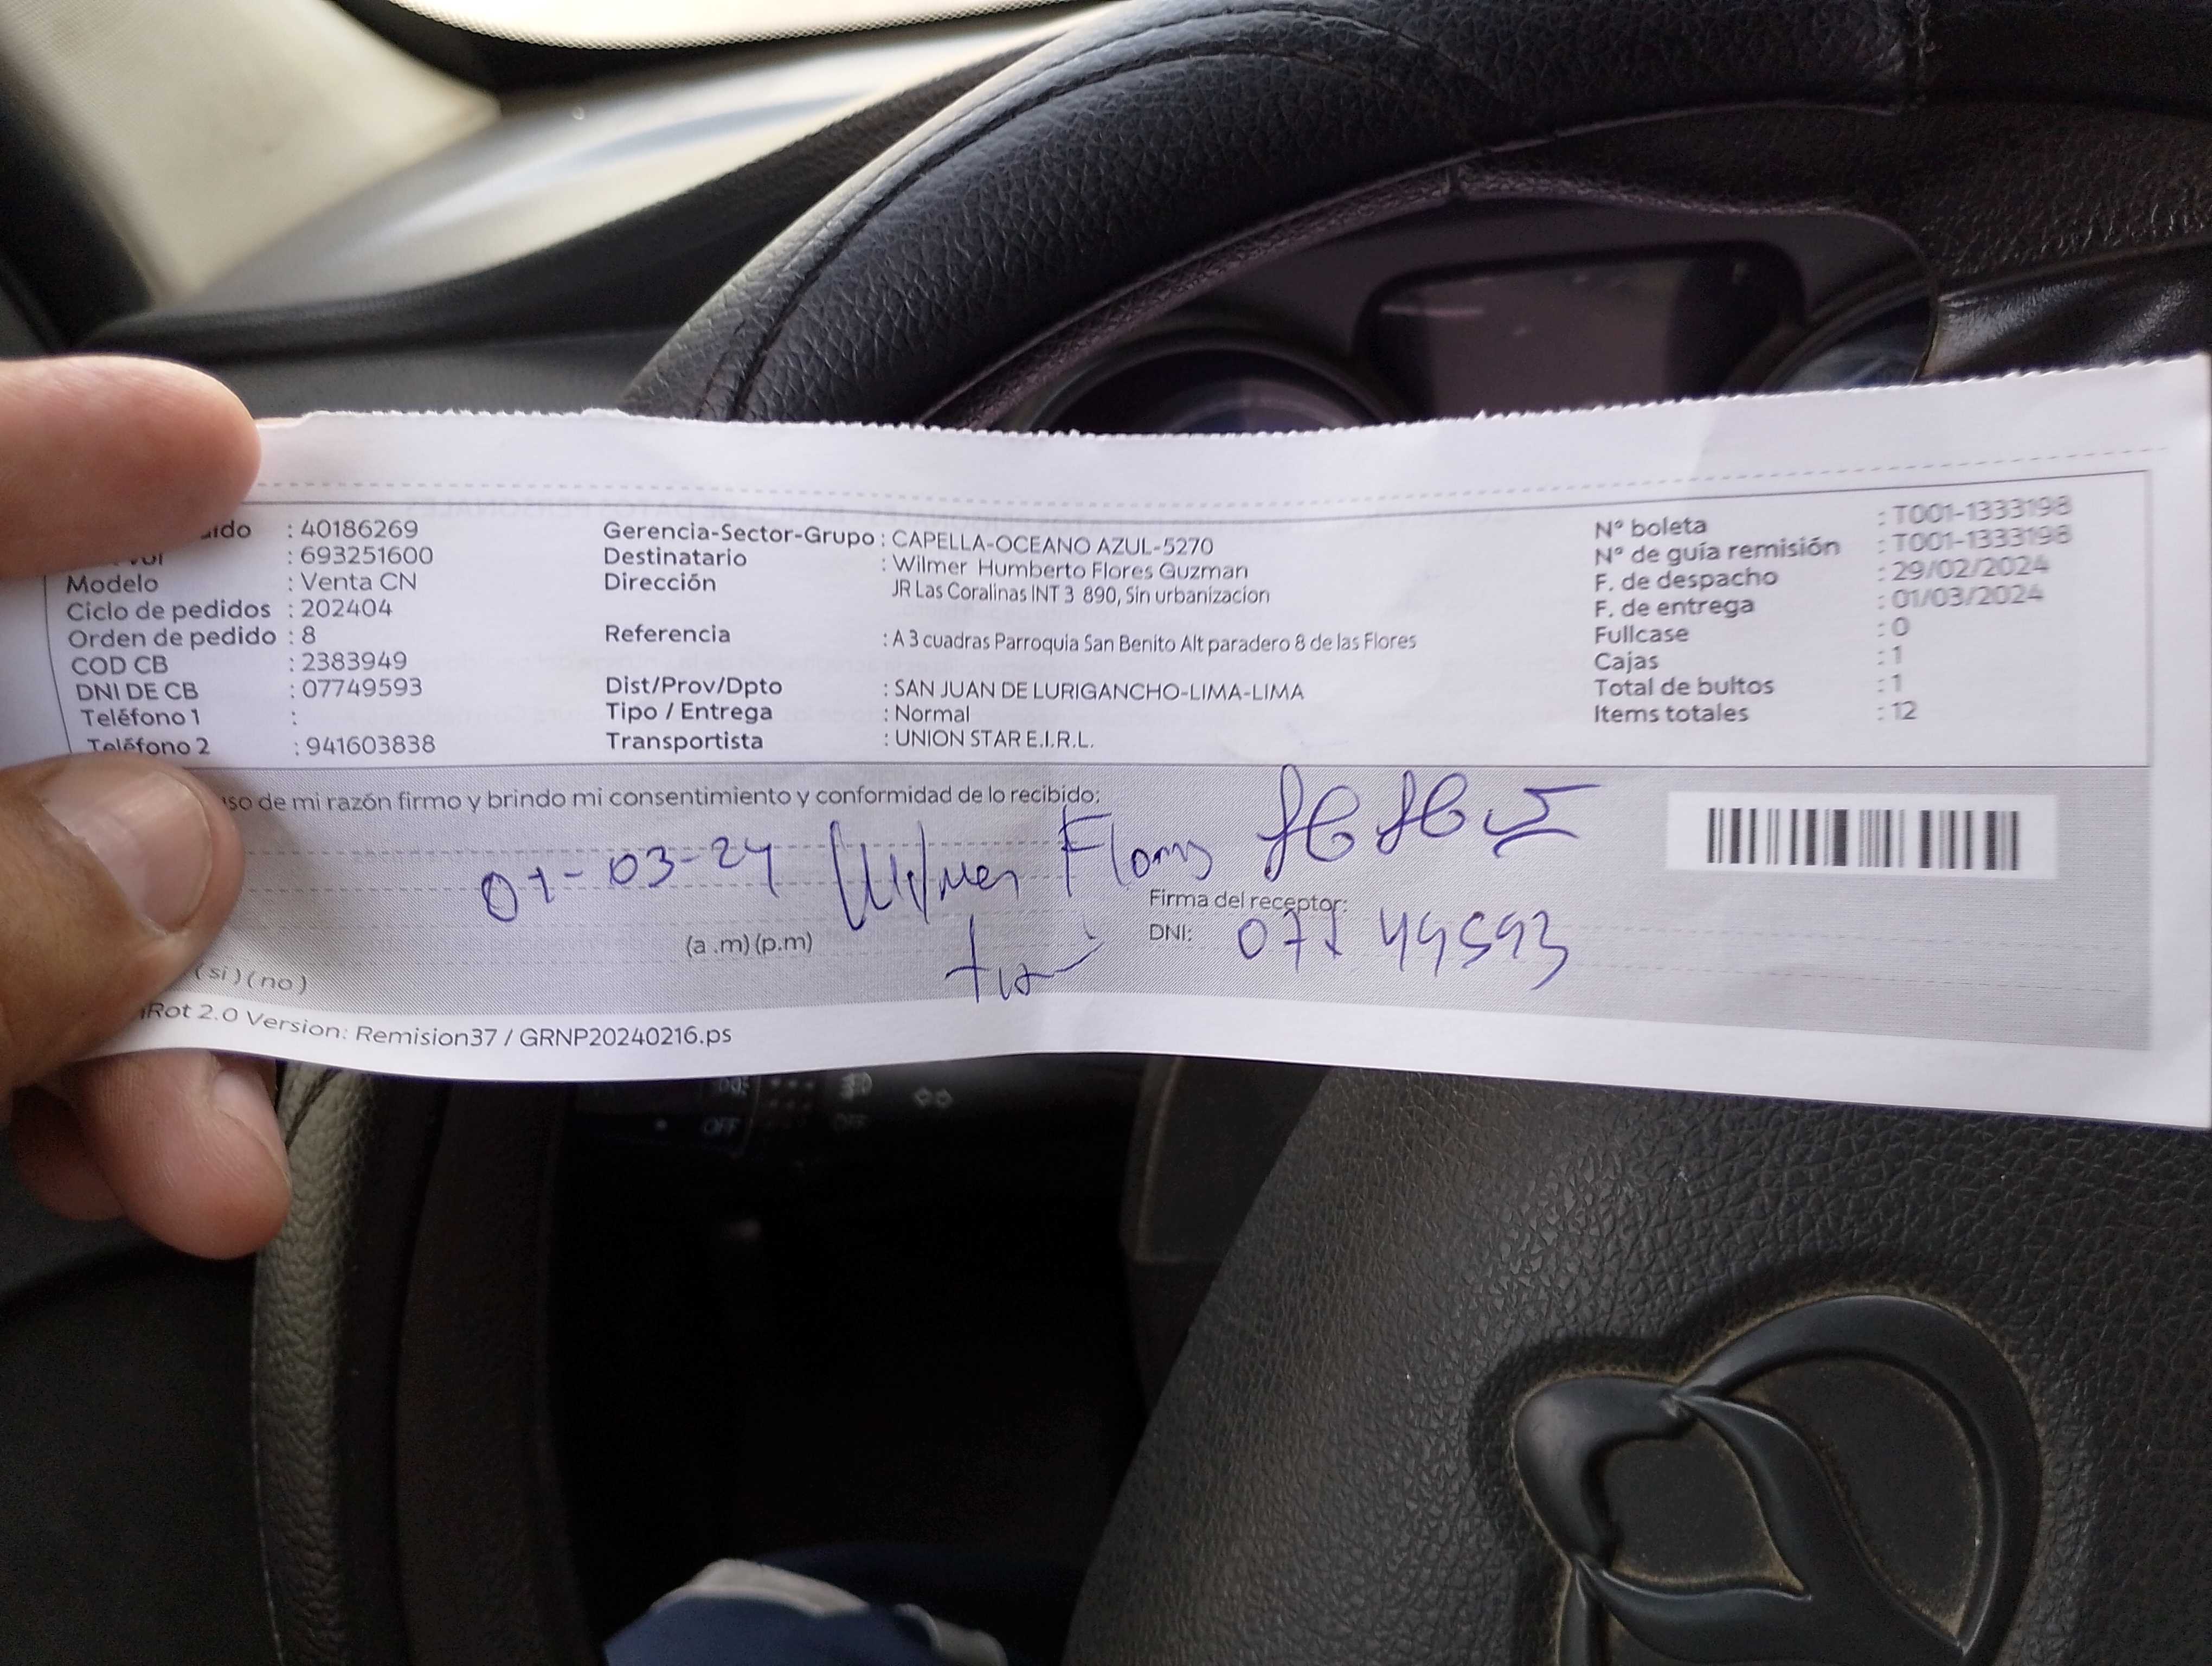 : 40186269
: 693251600
Modelo : Venta CN
Ciclo de pedidos : 202404
Orden de pedido : 8
COD CB : 2383949
DNI DE CB : 07749593
Teléfono 1 :
Teléfono 2 : 941603838
Gerencia-Sector-Grupo : CAPELLA-OCEANO AZUL-5270
Destinatario : Wilmer Humberto Flores Guzman
Dirección JR Las Coralinas INT 3 890, Sin urbanizacion
Referencia : A 3 cuadras Parroquia San Benito Alt paradero 8 de las Flores
Dist/Prov/Dpto : SAN JUAN DE LURIGANCHO-LIMA-LIMA
Tipo / Entrega : Normal
Transportista : UNION STAR E.I.R.L.
N° boleta : T001-1333198
N° de guía remisión : T001-1333198
F. de despacho : 29/02/2024
F. de entrega : 01/03/2024
Fullcase : 0
Cajas : 1
Total de bultos : 1
Items totales : 12
de mi razón firmo y brindo mi consentimiento y conformidad de lo recibido:
01-03-24 Wilmer Flores
Firma del receptor:
(a .m) (p.m)
DNI: 07749593
(si) (no)
Rot 2.0 Version: Remision37 / GRNP20240216.ps
OFF
OFF